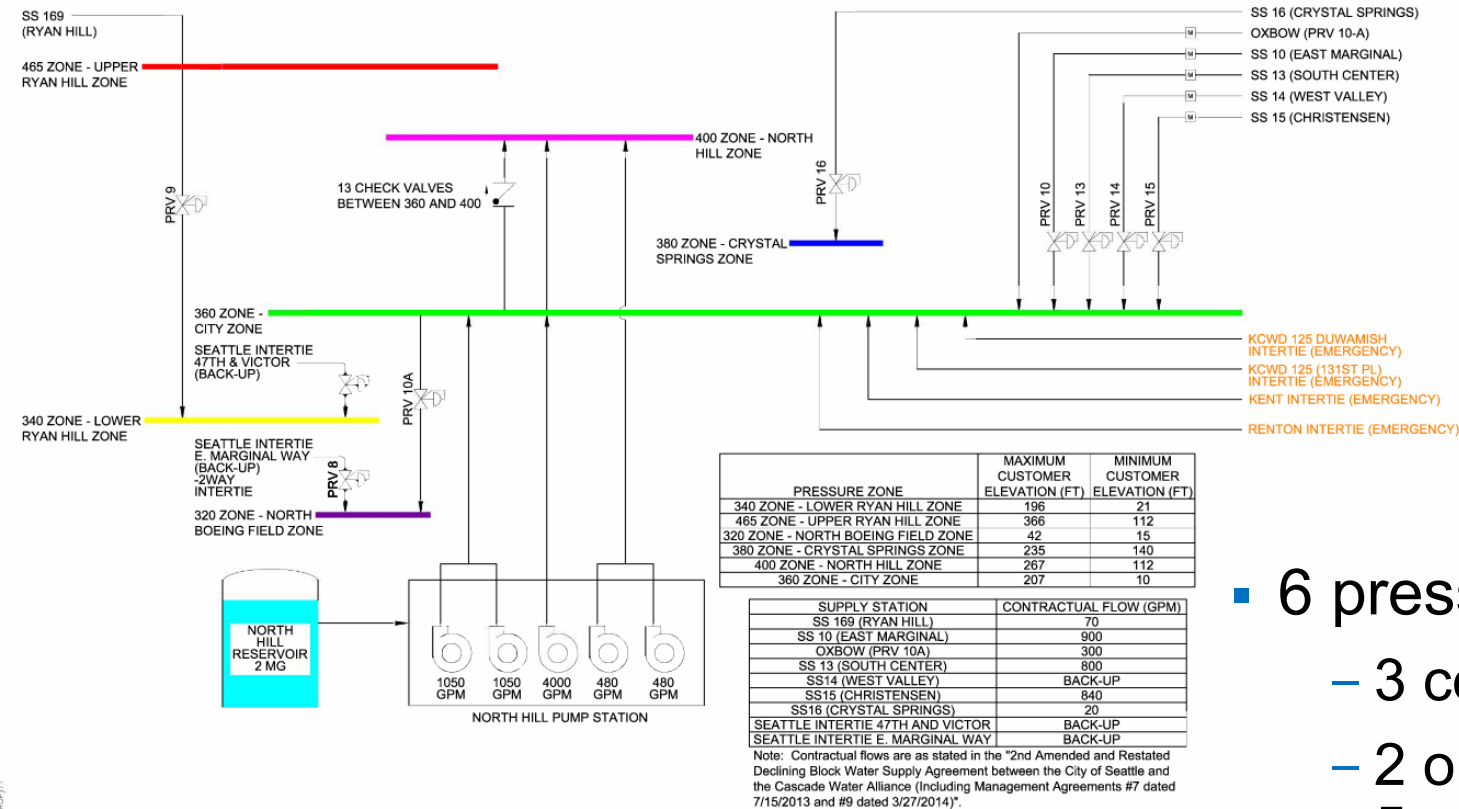 SS 169
(RYAN HILL)
465 ZONE - UPPER
RYAN HILL ZONE
PRV 9
400 ZONE - NORTH
HILL ZONE
13 CHECK VALVES
BETWEEN 360 AND 400
PRV 16
380 ZONE - CRYSTAL
SPRINGS ZONE
SS 16 (CRYSTAL SPRINGS)
M OXBOW (PRV 10-A)
M SS 10 (EAST MARGINAL)
M SS 13 (SOUTH CENTER)
M SS 14 (WEST VALLEY)
M SS 15 (CHRISTENSEN)
PRV 10
PRV 13
PRV 14
PRV 15
360 ZONE -
CITY ZONE
SEATTLE INTERTIE
47TH & VICTOR
(BACK-UP)
PRV 10A
340 ZONE - LOWER
RYAN HILL ZONE
SEATTLE INTERTIE
E. MARGINAL WAY
(BACK-UP)
-2WAY
INTERTIE
PRV 8
320 ZONE - NORTH
BOEING FIELD ZONE
KCWD 125 DUWAMISH
INTERTIE (EMERGENCY)
KCWD 125 (131ST PL)
INTERTIE (EMERGENCY)
KENT INTERTIE (EMERGENCY)
RENTON INTERTIE (EMERGENCY)
NORTH
HILL
RESERVOIR
2 MG
1050 GPM
1050 GPM
4000 GPM
480 GPM
480 GPM
NORTH HILL PUMP STATION
PRESSURE ZONE MAXIMUM CUSTOMER ELEVATION (FT) MINIMUM CUSTOMER ELEVATION (FT)
340 ZONE - LOWER RYAN HILL ZONE 196 21
465 ZONE - UPPER RYAN HILL ZONE 366 112
320 ZONE - NORTH BOEING FIELD ZONE 42 15
380 ZONE - CRYSTAL SPRINGS ZONE 235 140
400 ZONE - NORTH HILL ZONE 267 112
360 ZONE - CITY ZONE 207 10
SUPPLY STATION CONTRACTUAL FLOW (GPM)
SS 169 (RYAN HILL) 70
SS 10 (EAST MARGINAL) 900
OXBOW (PRV 10A) 300
SS 13 (SOUTH CENTER) 800
SS14 (WEST VALLEY) BACK-UP
SS15 (CHRISTENSEN) 840
SS16 (CRYSTAL SPRINGS) 20
SEATTLE INTERTIE 47TH AND VICTOR BACK-UP
SEATTLE INTERTIE E. MARGINAL WAY BACK-UP
Note: Contractual flows are as stated in the "2nd Amended and Restated
Declining Block Water Supply Agreement between the City of Seattle and
the Cascade Water Alliance (Including Management Agreements #7 dated
7/15/2013 and #9 dated 3/27/2014)".
▪ 6 press
– 3 co
– 2 o